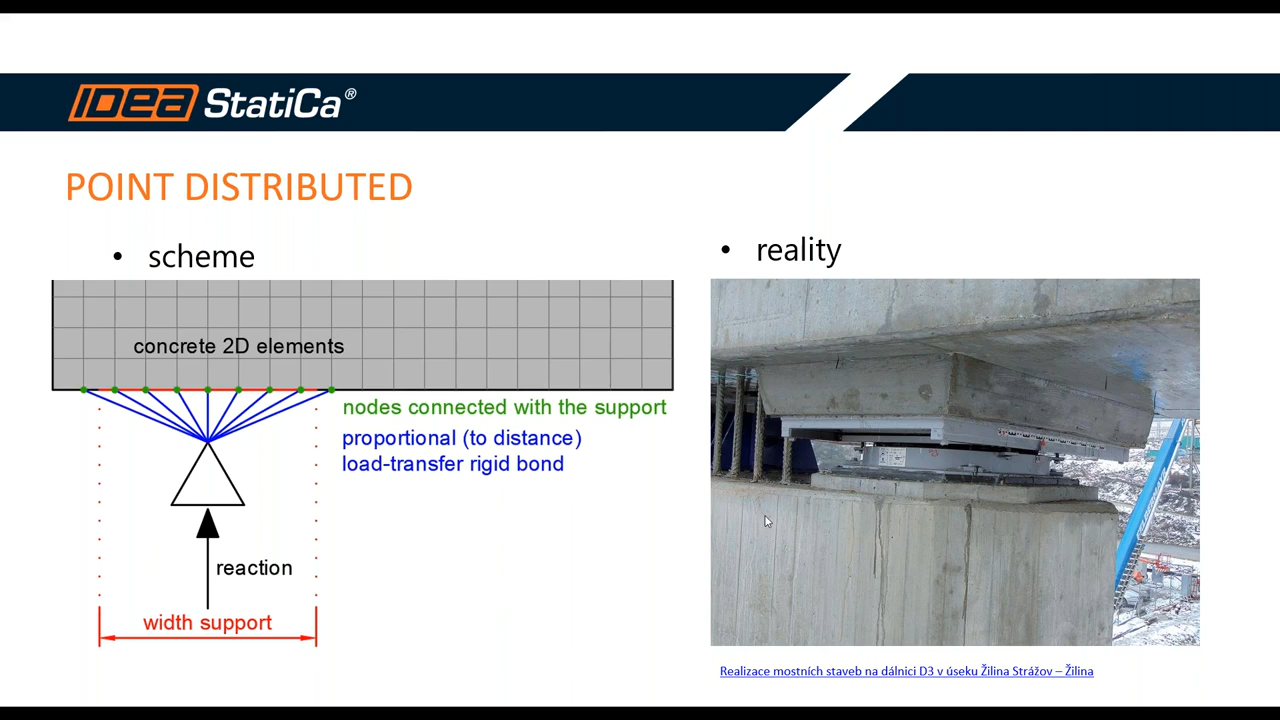 IDEA StatiCa®
POINT DISTRIBUTED
• scheme
concrete 2D elements
nodes connected with the support
proportional (to distance)
load-transfer rigid bond
reaction
width support
• reality
Realizace mostních staveb na dálnici D3 v úseku Žilina Strážov – Žilina